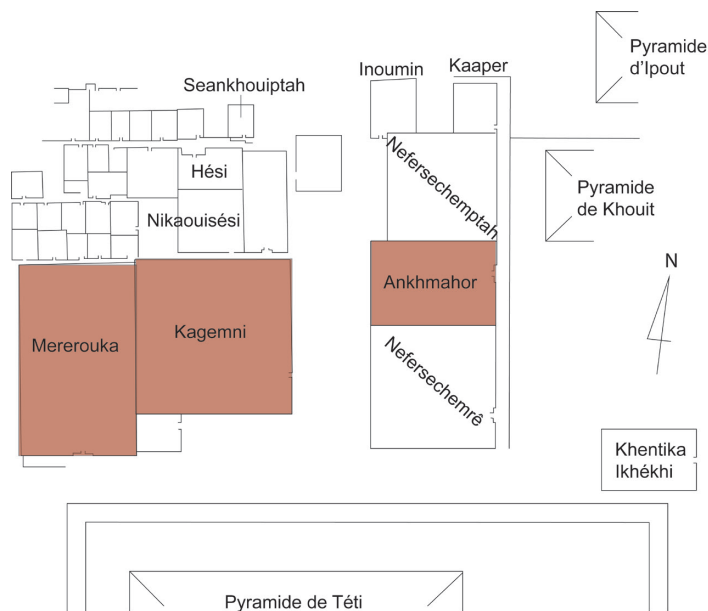 Pyramide
d'Ipout
Inoumin
Kaaper
Seankhouiptah
Nefersechemptah
Hési
Pyramide
de Khouit
Nikaouisési
N
Ankhmahor
Kagemni
Mererouka
Nefersechemrê
Khentika
Ikhékhi
Pyramide de Téti